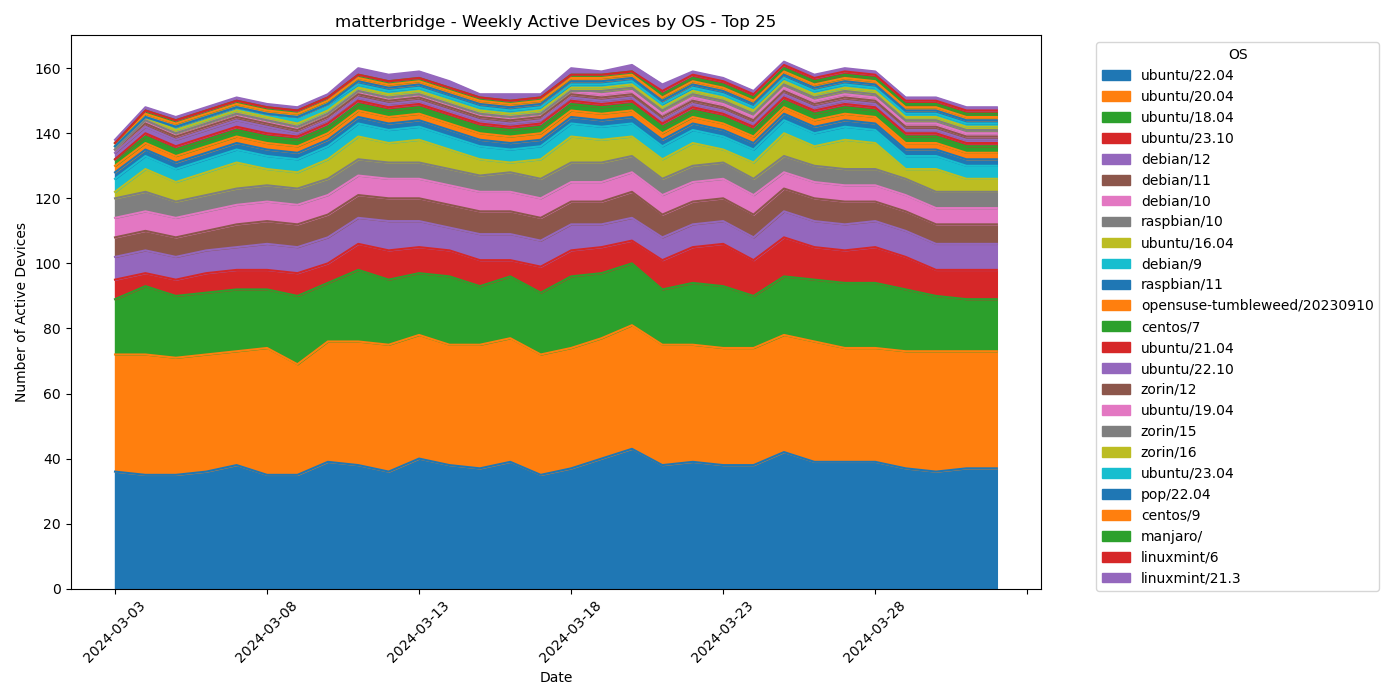 matterbridge - Weekly Active Devices by OS - Top 25
Number of Active Devices
160
140
120
100
80
60
40
20
0
2024-03-03
2024-03-08
2024-03-13
2024-03-18
2024-03-23
2024-03-28
Date
OS
ubuntu/22.04
ubuntu/20.04
ubuntu/18.04
ubuntu/23.10
debian/12
debian/11
debian/10
raspbian/10
ubuntu/16.04
debian/9
raspbian/11
opensuse-tumbleweed/20230910
centos/7
ubuntu/21.04
ubuntu/22.10
zorin/12
ubuntu/19.04
zorin/15
zorin/16
ubuntu/23.04
pop/22.04
centos/9
manjaro/
linuxmint/6
linuxmint/21.3